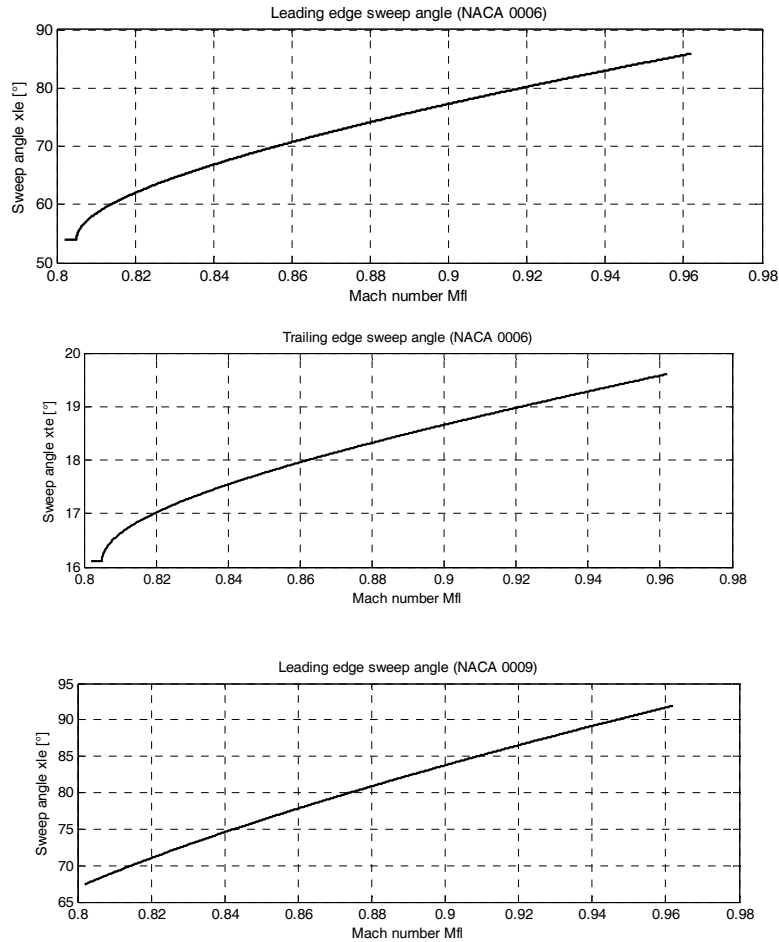 Leading edge sweep angle (NACA 0006)
90
80
70
60
50
Sweep angle xle [°]
0.8 0.82 0.84 0.86 0.88 0.9 0.92 0.94 0.96 0.98
Mach number Mfl
Trailing edge sweep angle (NACA 0006)
20
19
18
17
16
Sweep angle xte [°]
0.8 0.82 0.84 0.86 0.88 0.9 0.92 0.94 0.96 0.98
Mach number Mfl
Leading edge sweep angle (NACA 0009)
95
90
85
80
75
70
65
Sweep angle xle [°]
0.8 0.82 0.84 0.86 0.88 0.9 0.92 0.94 0.96 0.98
Mach number Mfl